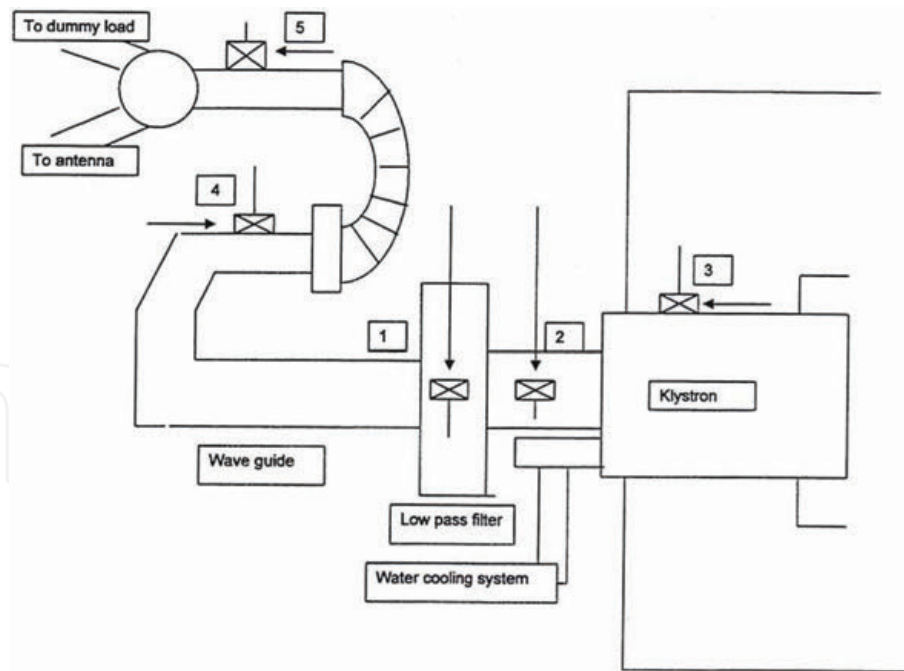 To dummy load
5
To antenna
4
3
1
2
Klystron
Wave guide
Low pass filter
Water cooling system